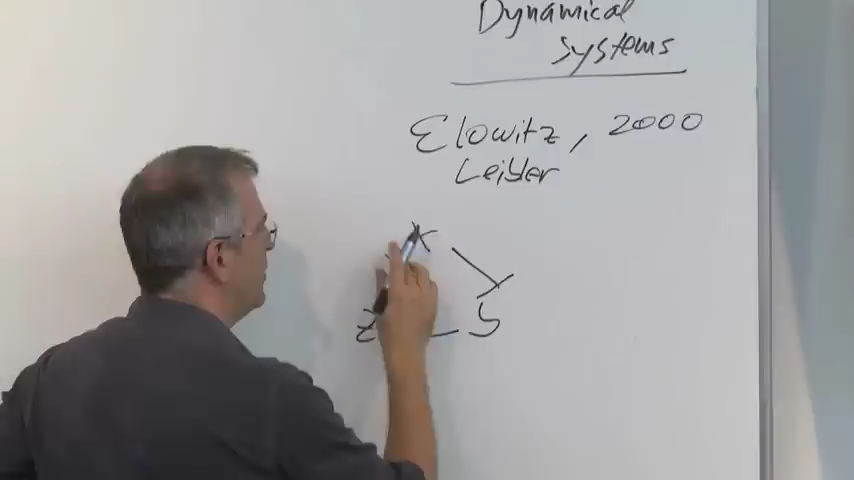 Dynamical
Systems
Elowitz, 2000
Leibler
x
z y